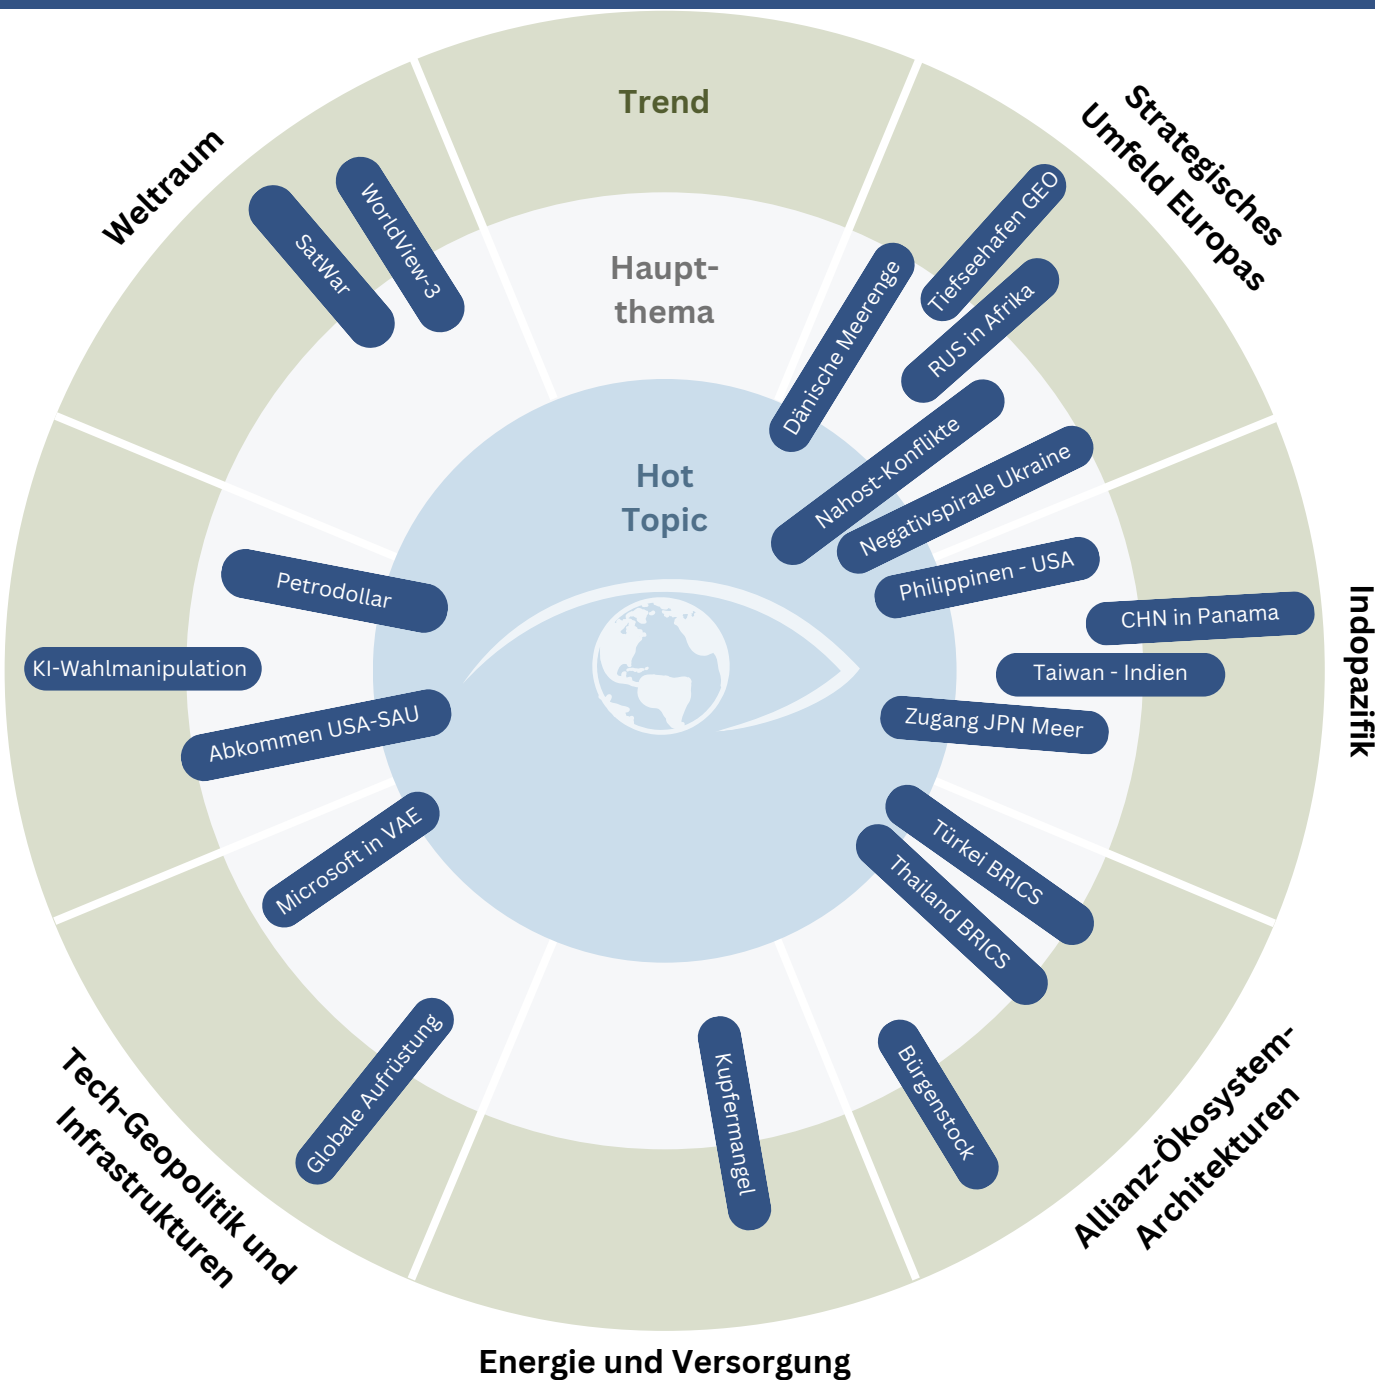 Trend
Haupt-
thema
Hot
Topic
Weltraum
SatWar
WorldView-3
Strategisches
Umfeld Europas
Dänische Meerenge
Tiefseehafen GEO
RUS in Afrika
Nahost-Konflikte
Negativspirale Ukraine
Indopazifik
Philippinen - USA
CHN in Panama
Taiwan - Indien
Zugang JPN Meer
Allianz-Ökosystem-
Architekturen
Türkei BRICS
Thailand BRICS
Bürgenstock
Energie und Versorgung
Kupfermangel
Tech-Geopolitik und
Infrastrukturen
Globale Aufrüstung
Microsoft in VAE
Abkommen USA-SAU
KI-Wahlmanipulation
Petrodollar